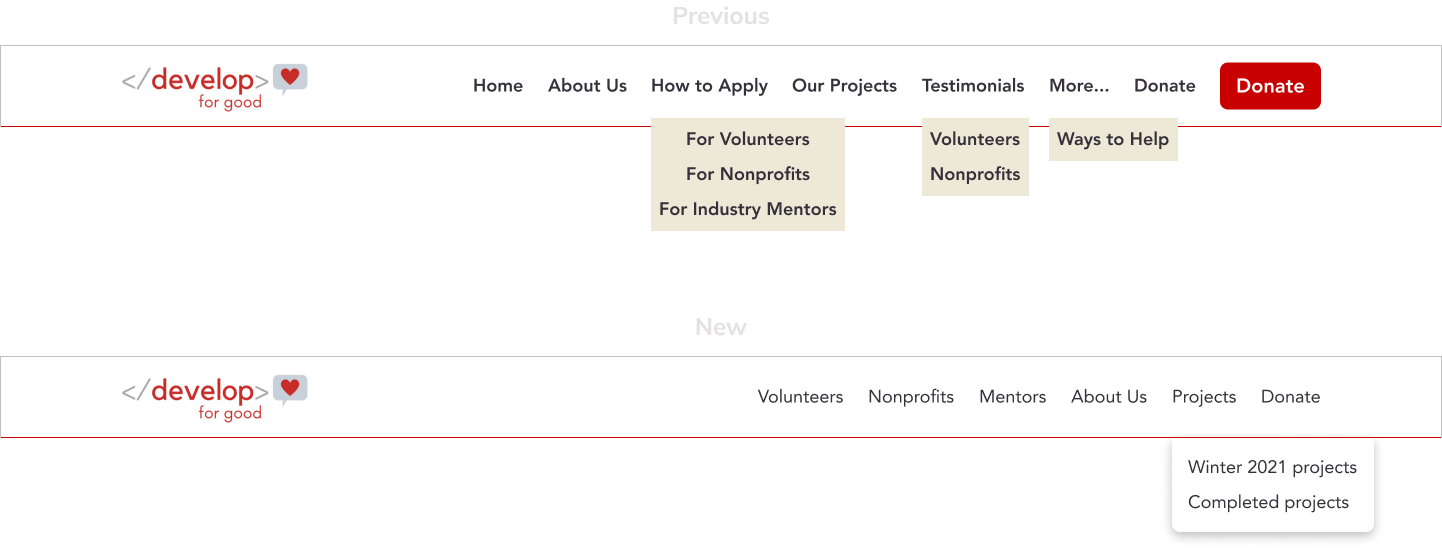 Previous
</develop>
for good
Home About Us How to Apply Our Projects Testimonials More... Donate Donate
For Volunteers Volunteers Ways to Help
For Nonprofits Nonprofits
For Industry Mentors
New
</develop>
for good
Volunteers Nonprofits Mentors About Us Projects Donate
Winter 2021 projects
Completed projects